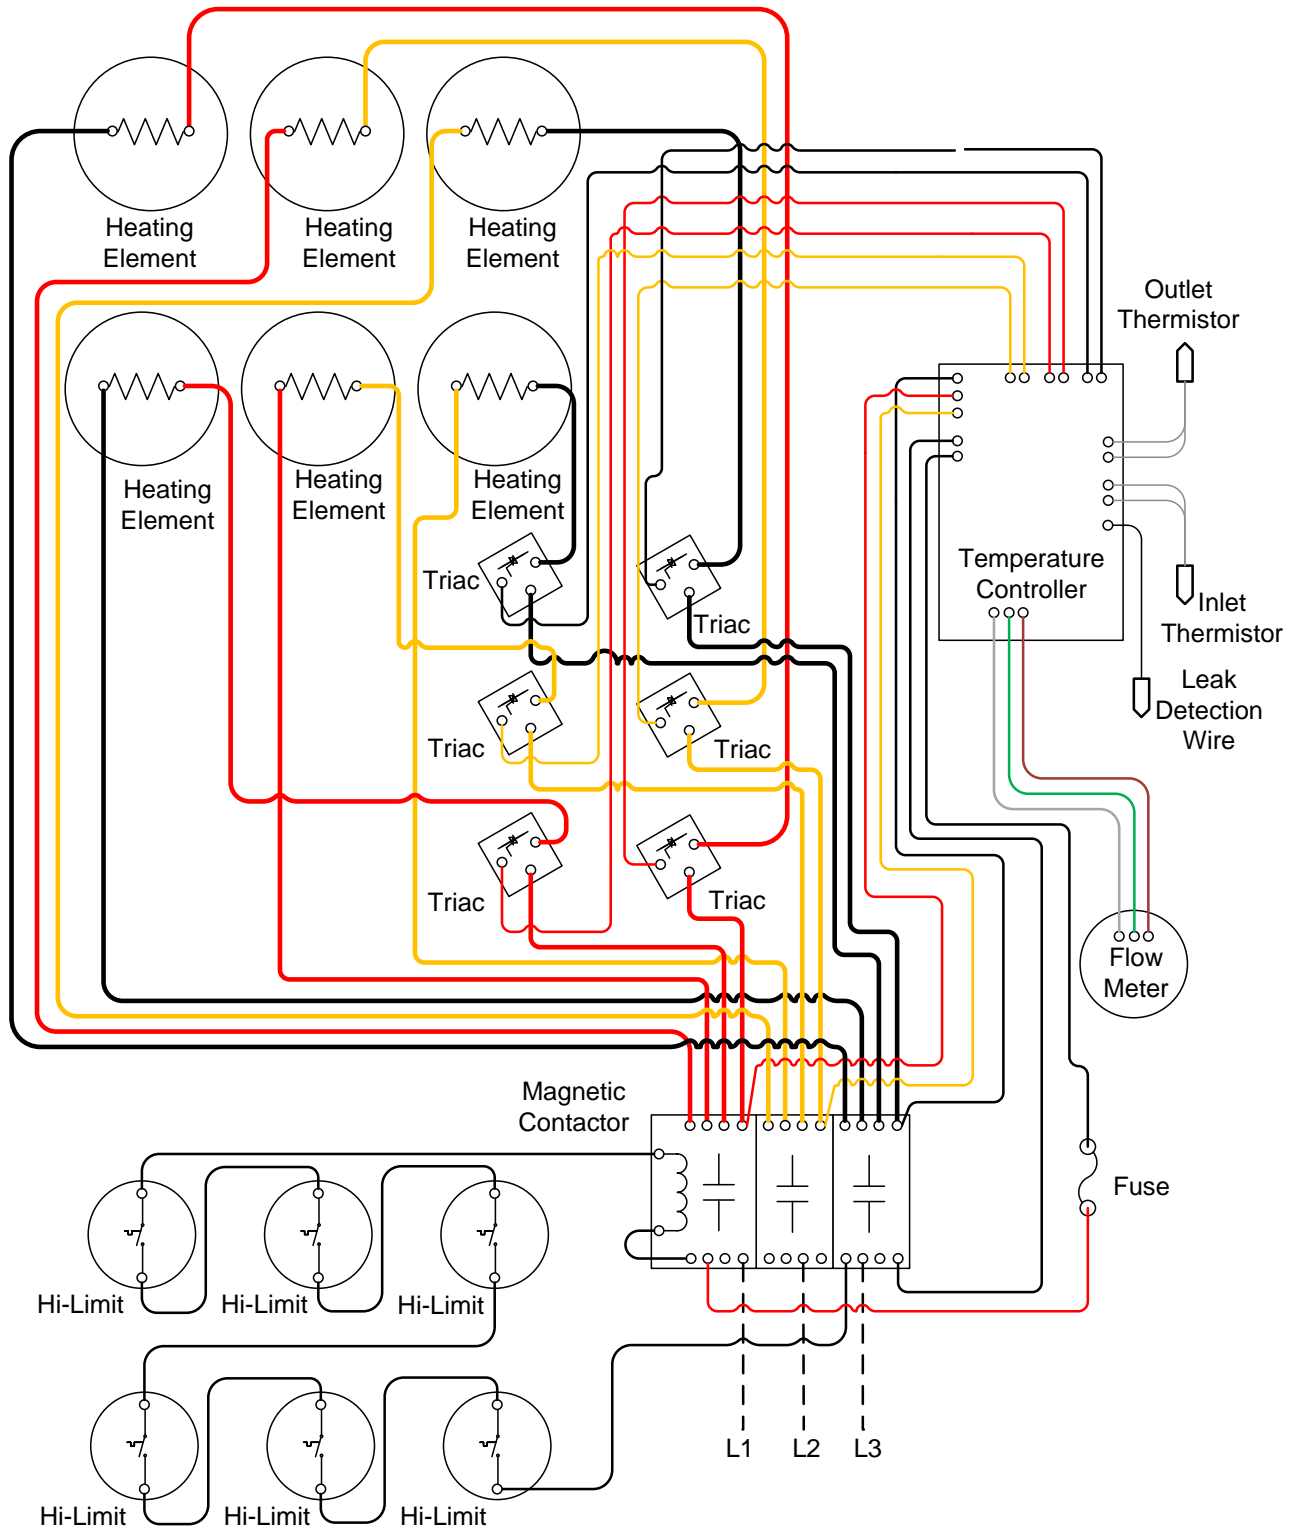 Heating
Element
Heating
Element
Heating
Element
Outlet
Thermistor
Heating
Element
Heating
Element
Heating
Element
Triac
Triac
Temperature
Controller
Inlet
Thermistor
Leak
Detection
Wire
Triac
Triac
Triac
Triac
Flow
Meter
Magnetic
Contactor
Fuse
Hi-Limit
Hi-Limit
Hi-Limit
L1
L2
L3
Hi-Limit
Hi-Limit
Hi-Limit